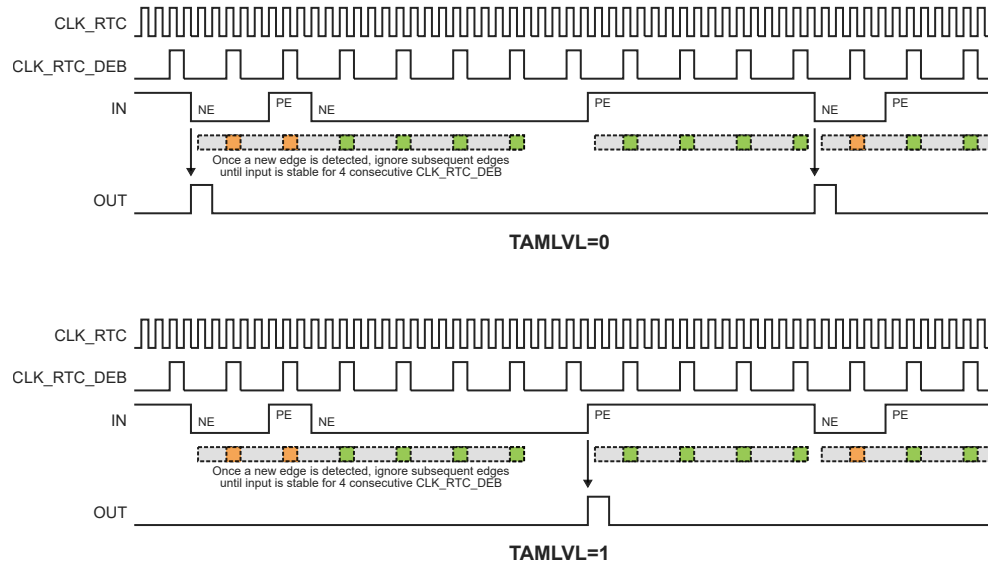 CLK_RTC
CLK_RTC_DEB
IN
NE
PE
NE
PE
NE
PE
Once a new edge is detected, ignore subsequent edges
until input is stable for 4 consecutive CLK_RTC_DEB
OUT
TAMLVL=0
CLK_RTC
CLK_RTC_DEB
IN
NE
PE
NE
PE
NE
PE
Once a new edge is detected, ignore subsequent edges
until input is stable for 4 consecutive CLK_RTC_DEB
OUT
TAMLVL=1